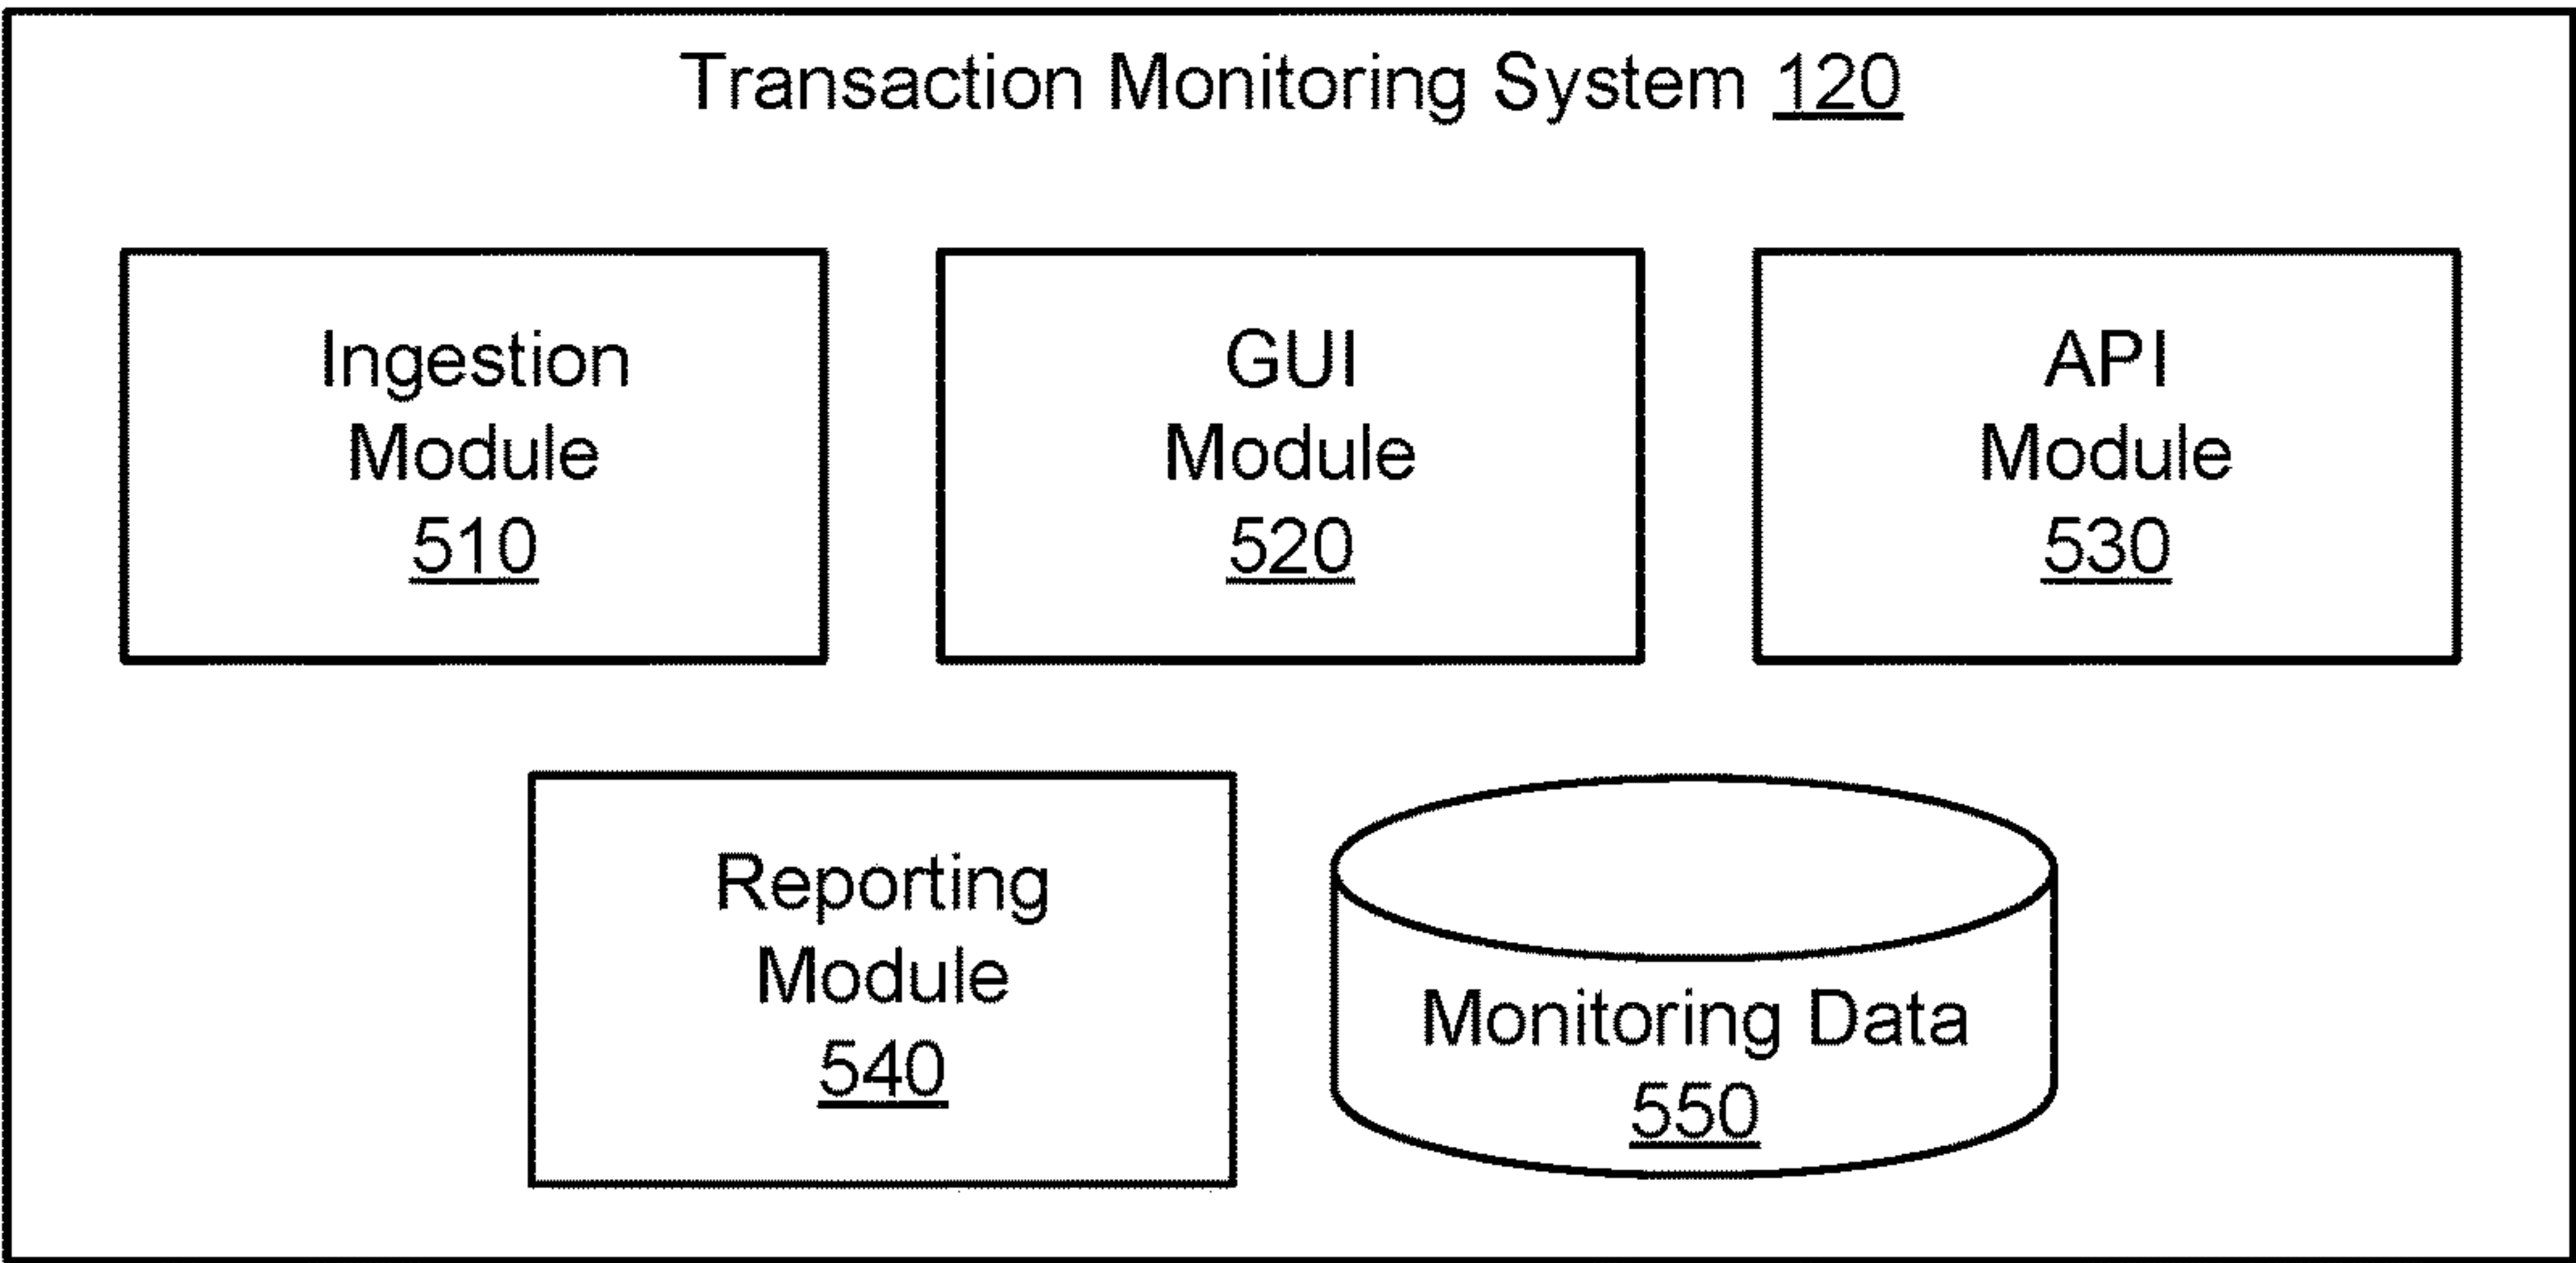 Transaction Monitoring System 120
Ingestion
Module
510
GUI
Module
520
API
Module
530
Reporting
Module
540
Monitoring Data
550